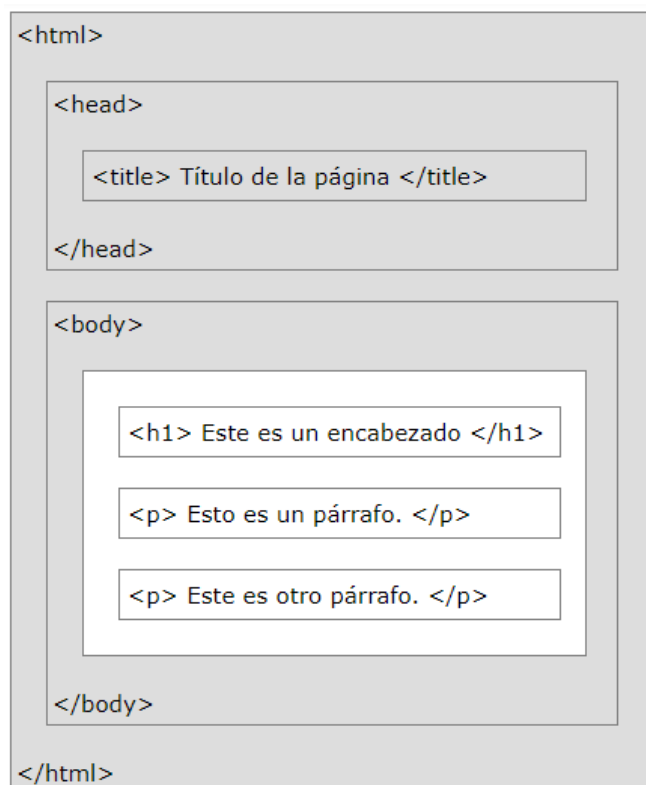 <html>
<head>
<title> Título de la página </title>
</head>
<body>
<h1> Este es un encabezado </h1>
<p> Esto es un párrafo. </p>
<p> Este es otro párrafo. </p>
</body>
</html>